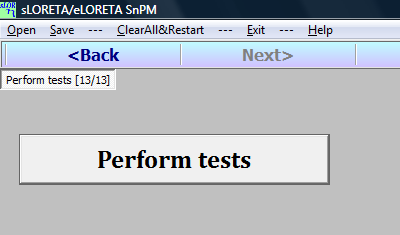 sLORETA/eLORETA SnPM
Open Save --- ClearAll&Restart --- Exit --- Help
<Back Next>
Perform tests [13/13]
Perform tests